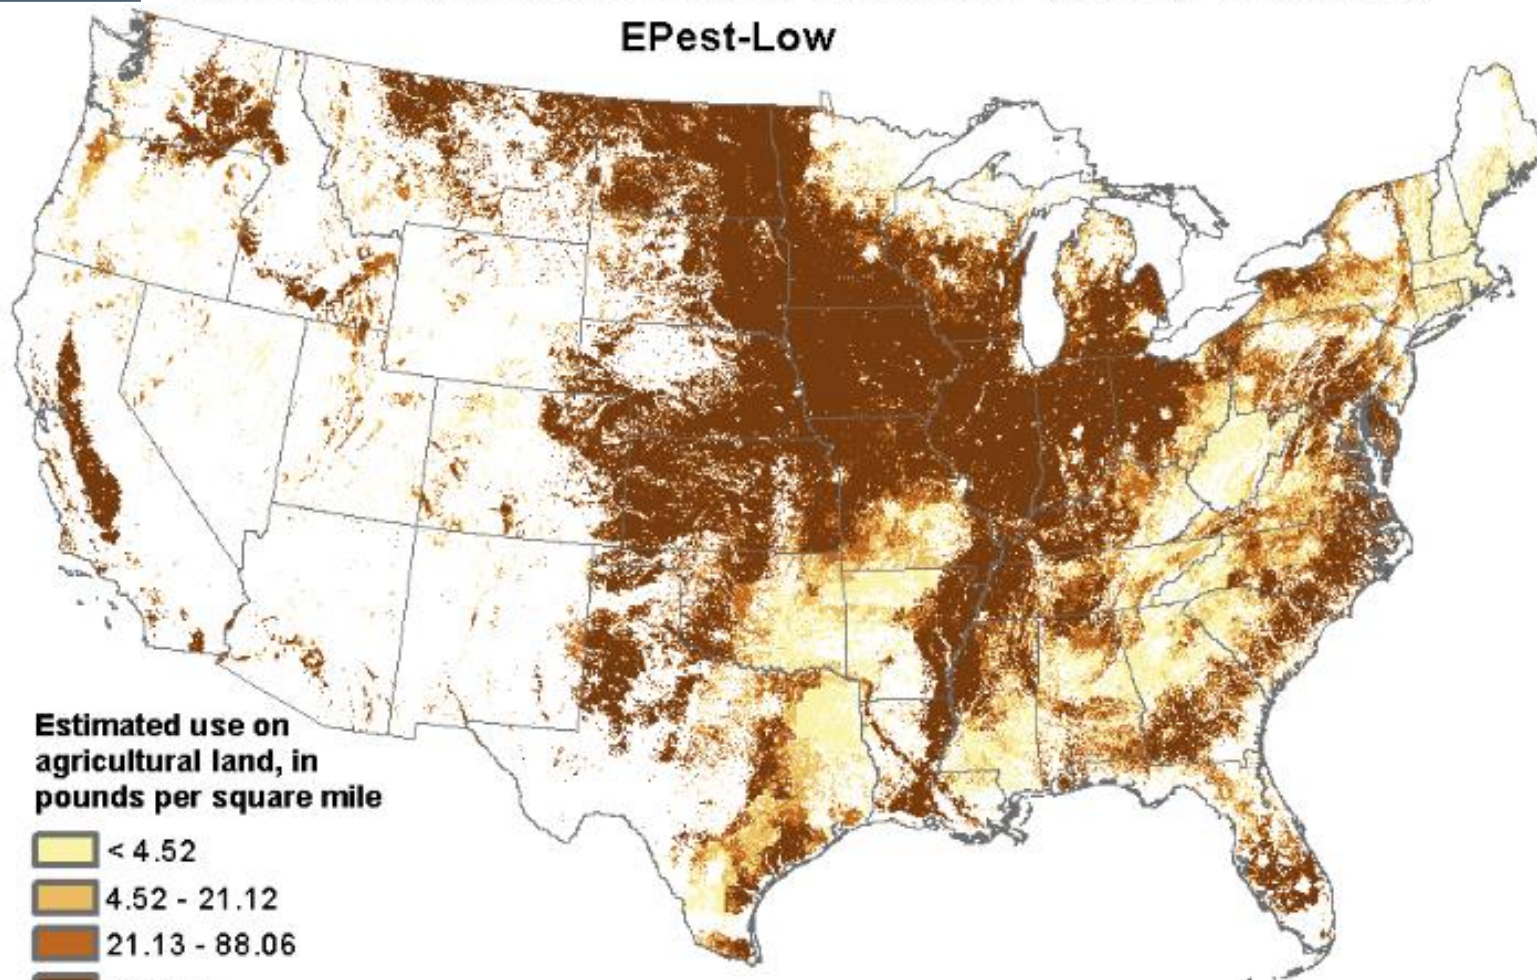 EPest-Low
Estimated use on
agricultural land, in
pounds per square mile
< 4.52
4.52 - 21.12
21.13 - 88.06